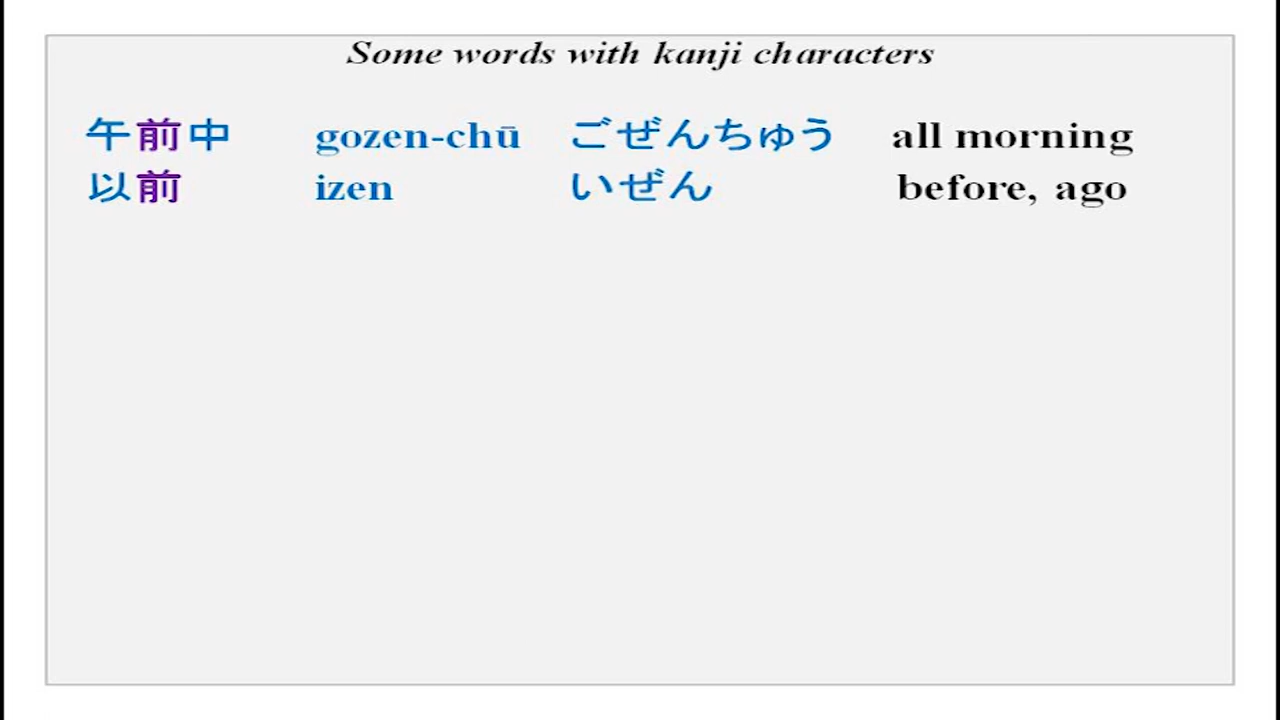 Some words with kanji characters
午前中 gozen-chū ごぜんちゅう all morning
以前 izen いぜん before, ago